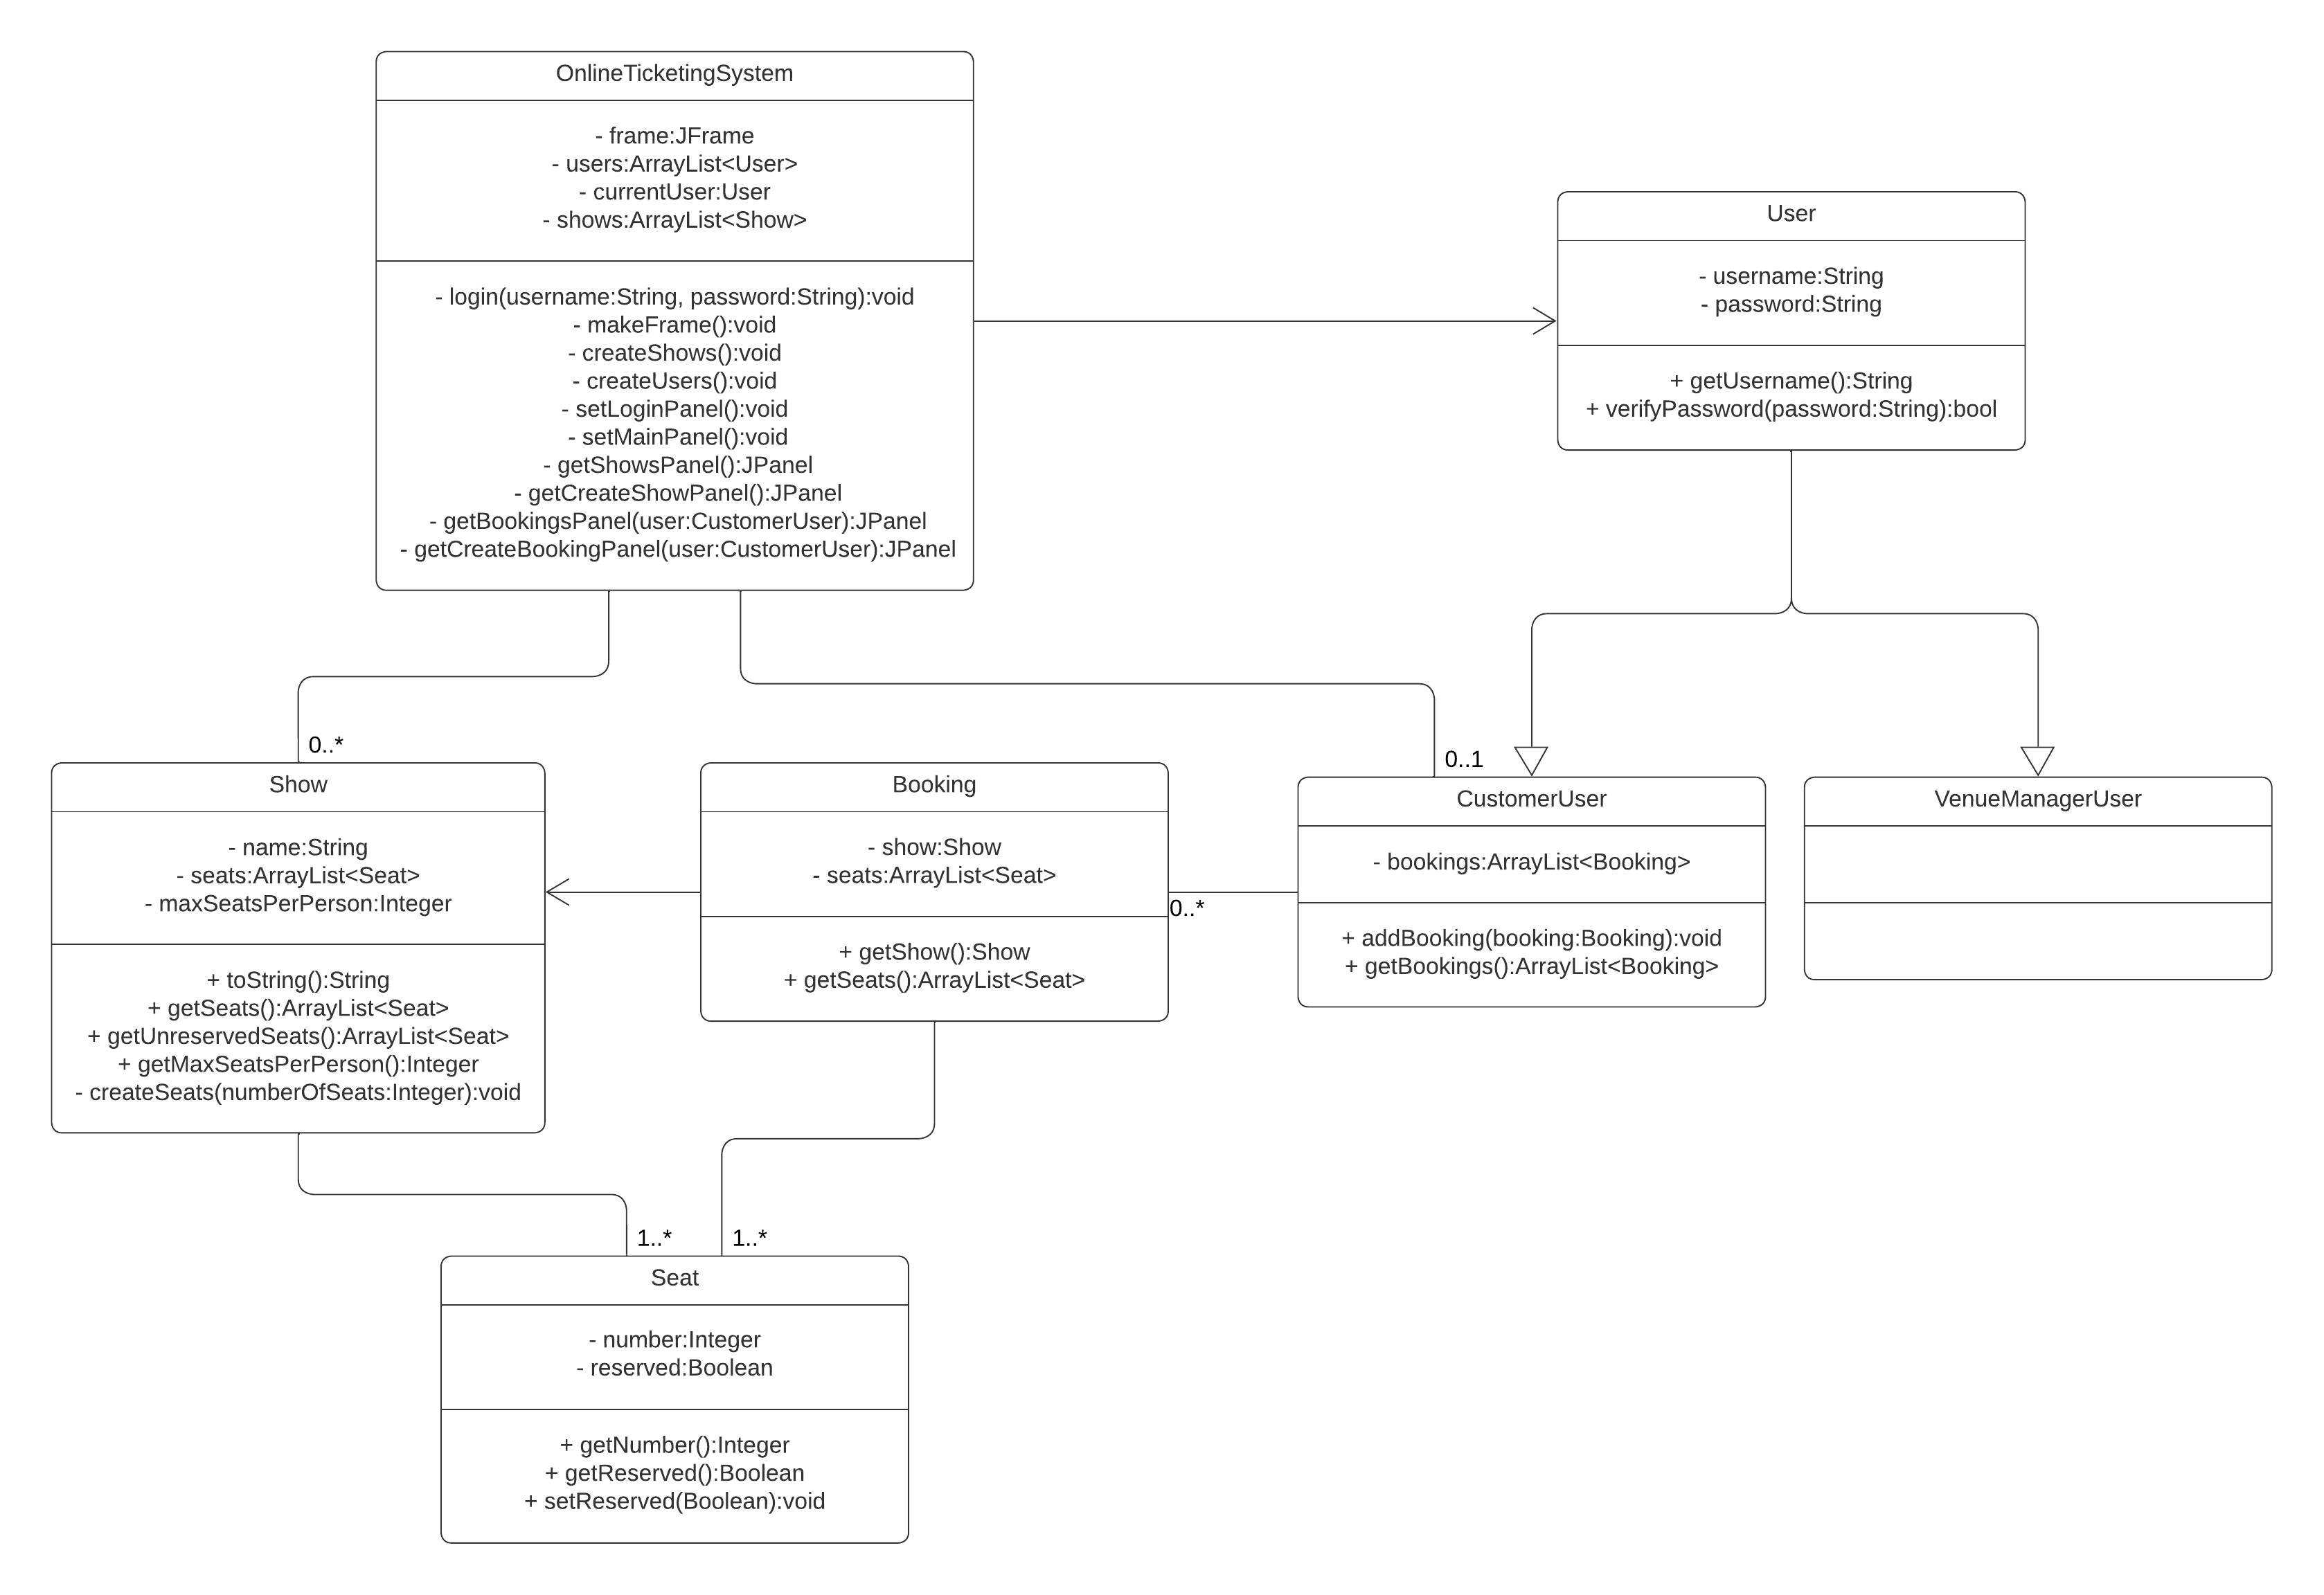 OnlineTicketingSystem
- frame:JFrame
- users:ArrayList<User>
- currentUser:User
- shows:ArrayList<Show>
- login(username:String, password:String):void
- makeFrame():void
- createShows():void
- createUsers():void
- setLoginPanel():void
- setMainPanel():void
- getShowsPanel():JPanel
- getCreateShowPanel():JPanel
- getBookingsPanel(user:CustomerUser):JPanel
- getCreateBookingPanel(user:CustomerUser):JPanel
User
- username:String
- password:String
+ getUsername():String
+ verifyPassword(password:String):bool
0..*
Show
- name:String
- seats:ArrayList<Seat>
- maxSeatsPerPerson:Integer
+ toString():String
+ getSeats():ArrayList<Seat>
+ getUnreservedSeats():ArrayList<Seat>
+ getMaxSeatsPerPerson():Integer
- createSeats(numberOfSeats:Integer):void
Booking
- show:Show
- seats:ArrayList<Seat>
+ getShow():Show
+ getSeats():ArrayList<Seat>
0..*
0..1
CustomerUser
- bookings:ArrayList<Booking>
+ addBooking(booking:Booking):void
+ getBookings():ArrayList<Booking>
VenueManagerUser
1..*
1..*
Seat
- number:Integer
- reserved:Boolean
+ getNumber():Integer
+ getReserved():Boolean
+ setReserved(Boolean):void